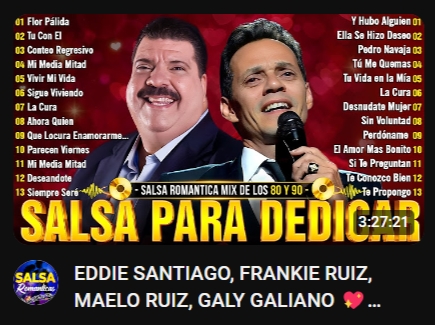 01 Flor Pálida
02 Tu Con El
03 Conteo Regresivo
04 Mi Media Mitad
05 Vivir Mi Vida
06 Sigue Viviendo
07 La Cura
08 Ahora Quien
09 Que Locura Enamorarme...
10 Parecen Viernes
11 Mi Media Mitad
12 Deseandote
13 Siempre Seré
Y Hubo Alguien 01
Ella Se Hizo Deseo 02
Pedro Navaja 03
Tú Me Quemas 04
Tu Vida en la Mía 05
La Cura 06
Desnudate Mujer 07
Sin Voluntad 08
Perdóname 09
El Amor Mas Bonito 10
Si Te Preguntan 11
Te Conozco Bien 12
Te Propongo 13
- SALSA ROMANTICA MIX DE LOS 80 Y 90 -
SALSA PARA DEDICAR
3:27:21
SALSA
Romanticas
EDDIE SANTIAGO, FRANKIE RUIZ,
MAELO RUIZ, GALY GALIANO 💖 ...